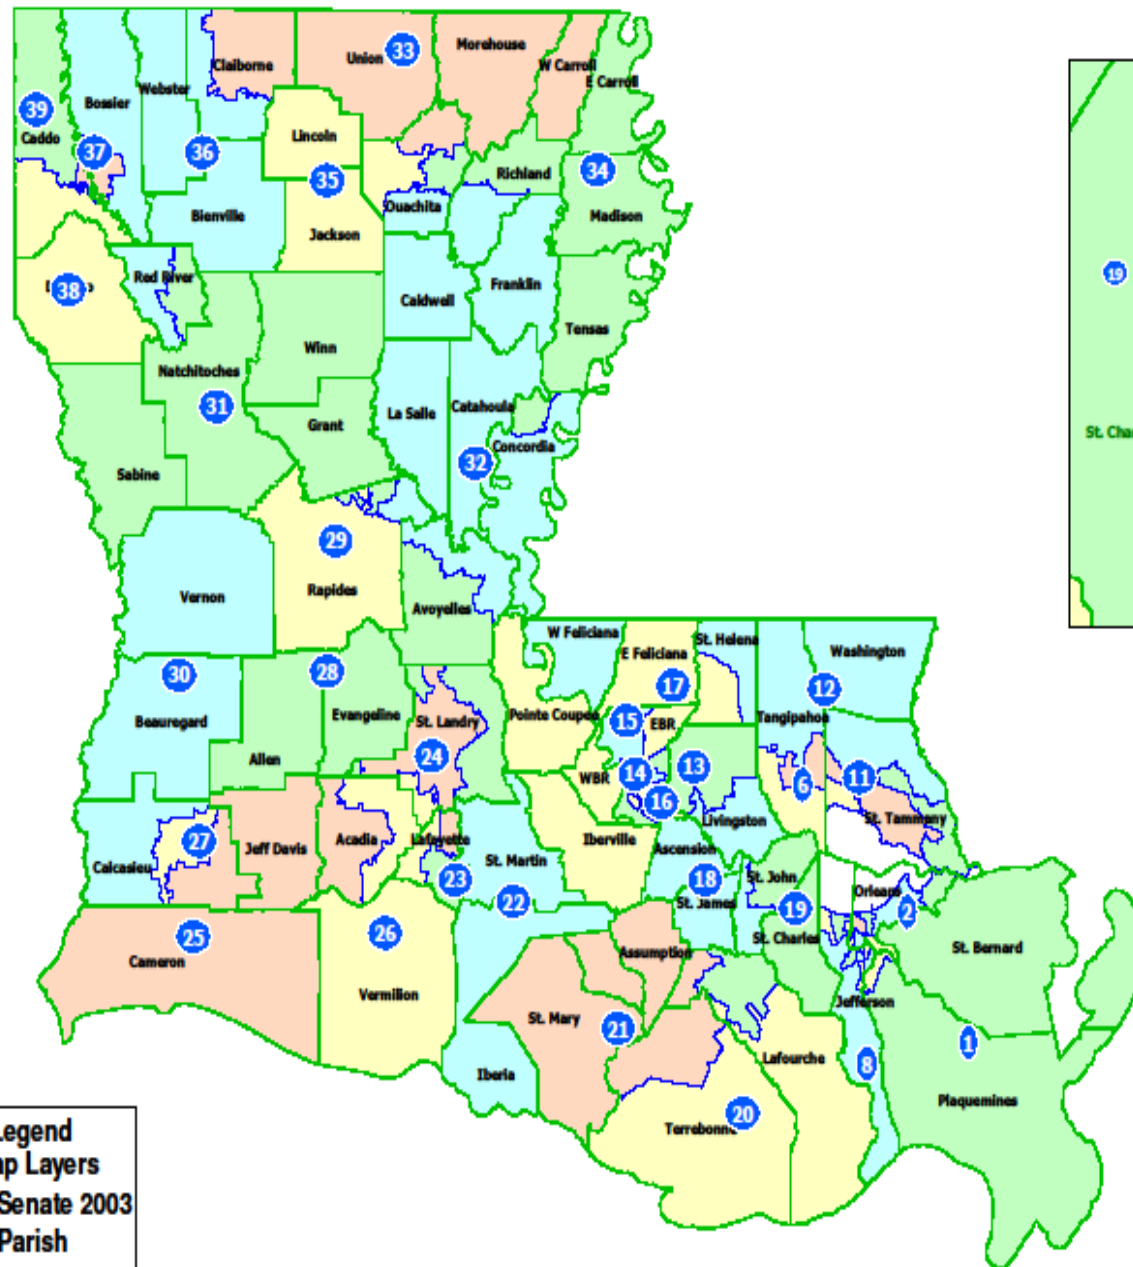 33
Morehouse
Union
Claiborne
W Carroll
E Carroll
Webster
Bossier
39
Caddo
Lincoln
37
36
Richland
34
35
Ouachita
Bienville
Madison
Jackson
Red River
38
Franklin
Caldwell
Tensas
Winn
Natchitoches
31
La Salle
Catahoula
Grant
Concordia
32
Sabine
29
Rapides
Vernon
Avoyelles
W Feliciana
St. Helena
E Feliciana
Washington
30
28
17
12
Beauregard
Evangeline
St. Landry
Pointe Coupee
15
EBR
Tangipahoa
24
Allen
WBR
14
13
6
11
16
Livingston
St. Tammany
27
Jeff Davis
Acadia
Lafayette
Iberville
Ascension
Calcasieu
St. Martin
23
22
18
St. John
Orleans
St. James
19
2
25
26
St. Charles
St. Bernard
Cameron
Assumption
Vermilion
St. Mary
21
Jefferson
Iberia
Lafourche
8
1
20
Terrebonne
Plaquemines
19
St. Char
Legend
p Layers
Senate 2003
Parish